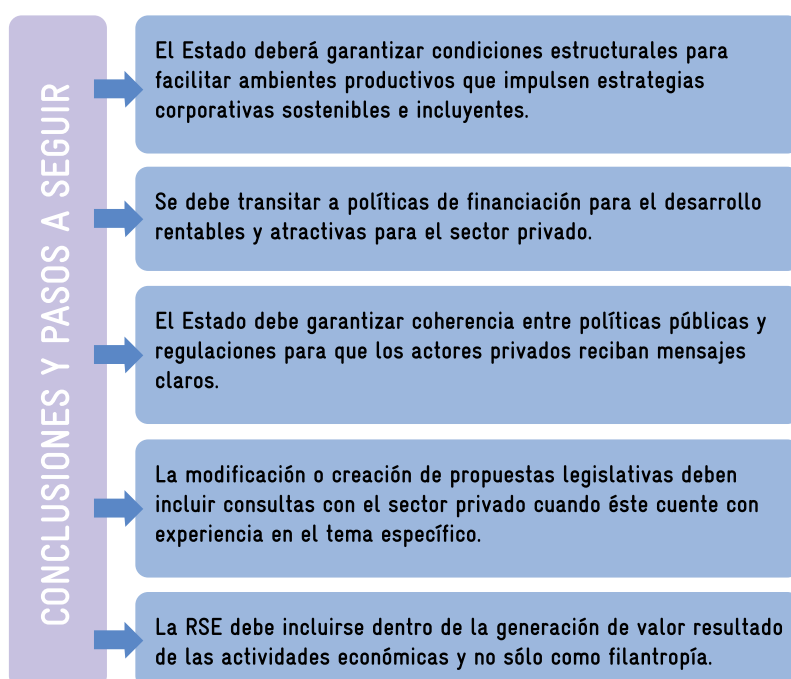 CONCLUSIONES Y PASOS A SEGUIR
El Estado deberá garantizar condiciones estructurales para
facilitar ambientes productivos que impulsen estrategias
corporativas sostenibles e incluyentes.
Se debe transitar a políticas de financiación para el desarrollo
rentables y atractivas para el sector privado.
El Estado debe garantizar coherencia entre políticas públicas y
regulaciones para que los actores privados reciban mensajes
claros.
La modificación o creación de propuestas legislativas deben
incluir consultas con el sector privado cuando éste cuente con
experiencia en el tema específico.
La RSE debe incluirse dentro de la generación de valor resultado
de las actividades económicas y no sólo como filantropía.